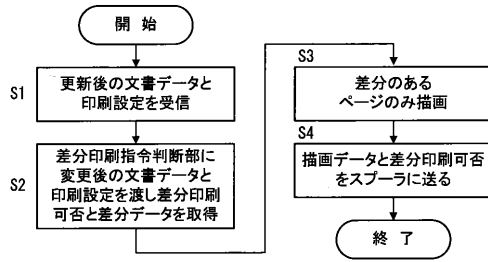 開 始
S1
更新後の文書データと
印刷設定を受信
S2
差分印刷指令判断部に
変更後の文書データと
印刷設定を渡し差分印刷
可否と差分データを取得
S3
差分のある
ページのみ描画
S4
描画データと差分印刷可否
をスプーラに送る
終 了